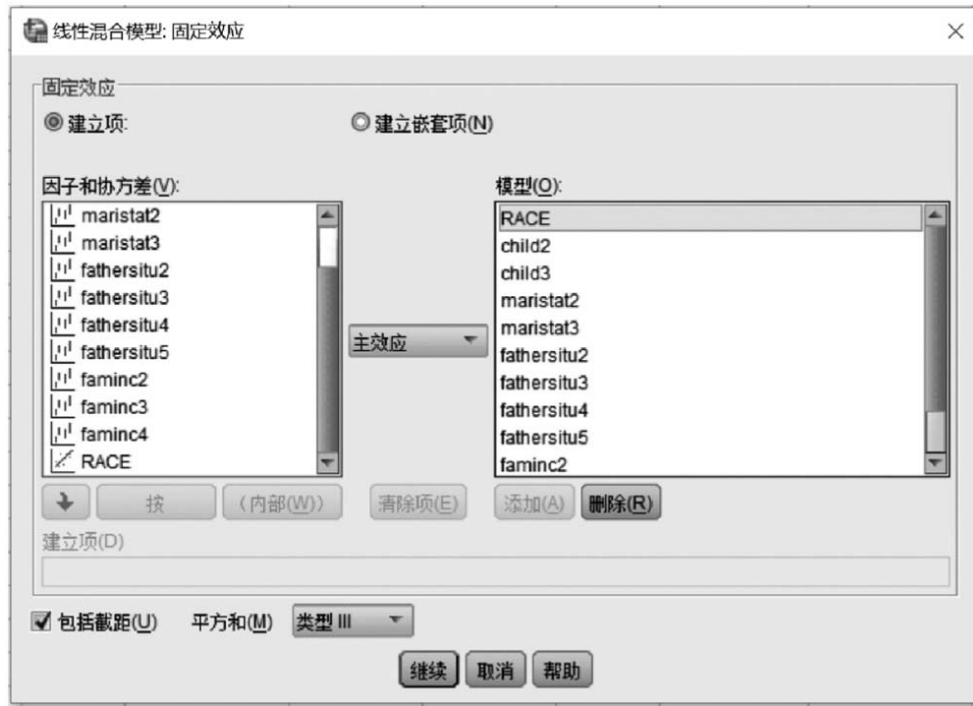 线性混合模型: 固定效应
固定效应
建立项:
建立嵌套项(N)
因子和协方差(V):
maristat2
maristat3
fathersitu2
fathersitu3
fathersitu4
fathersitu5
faminc2
faminc3
faminc4
RACE
主效应
模型(O):
RACE
child2
child3
maristat2
maristat3
fathersitu2
fathersitu3
fathersitu4
fathersitu5
faminc2
按
(内部(W))
清除项(E)
添加(A)
删除(R)
建立项(D)
包括截距(U)
平方和(M)
类型 III
继续
取消
帮助